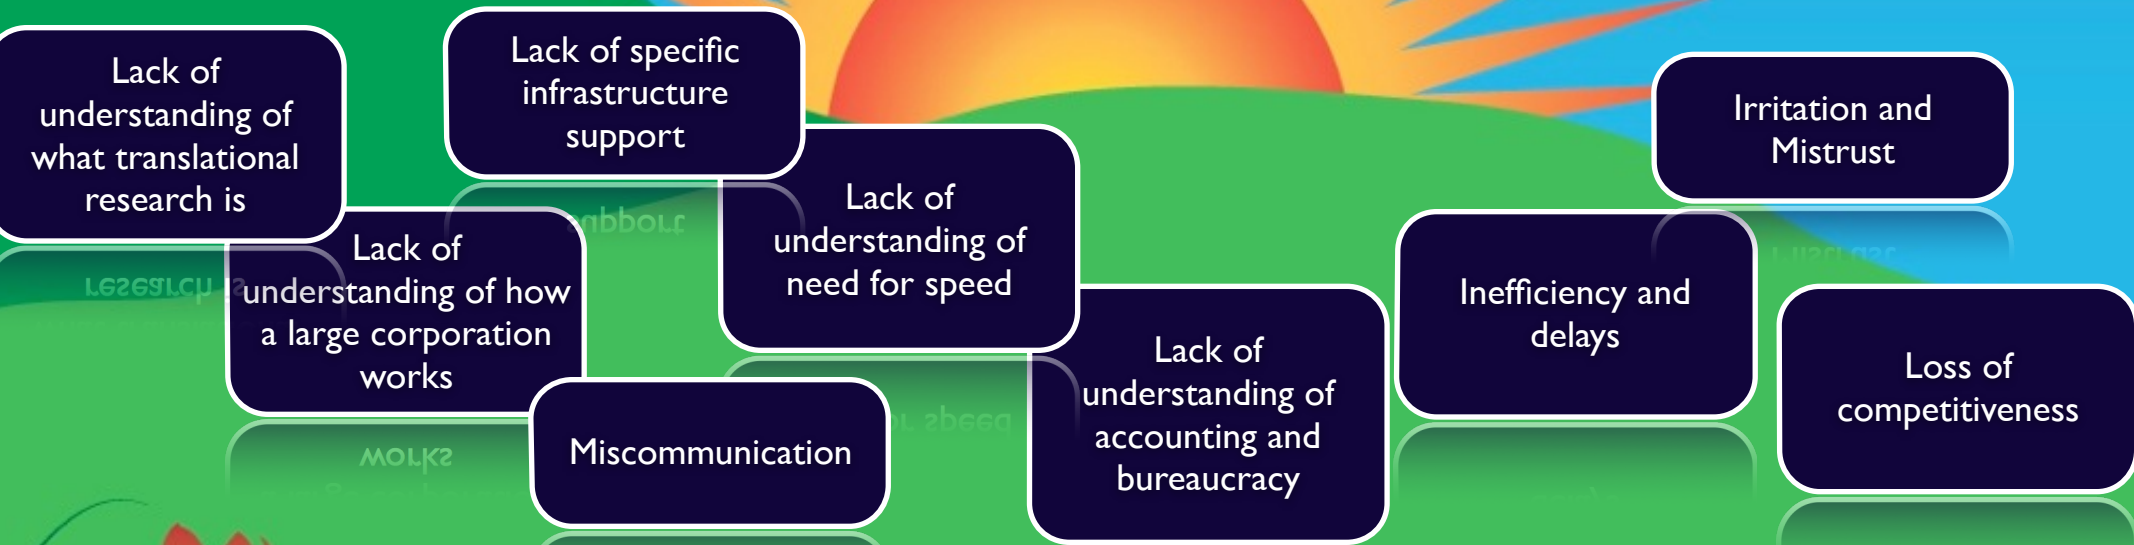 Lack of
understanding of
what translational
research is
Lack of
understanding of how
a large corporation
works
Lack of specific
infrastructure
support
Miscommunication
Lack of
understanding of
need for speed
Lack of
understanding of
accounting and
bureaucracy
Inefficiency and
delays
Irritation and
Mistrust
Loss of
competitiveness